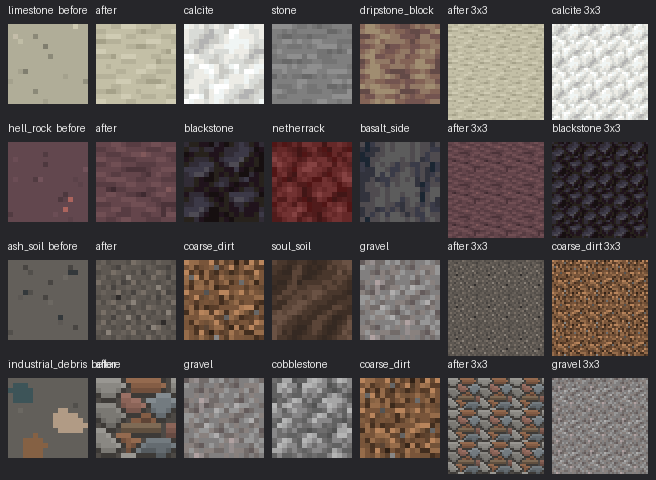 limestone before after calcite stone dripstone_block after 3x3 calcite 3x3
hell_rock before after blackstone netherrack basalt_side after 3x3 blackstone 3x3
ash_soil before after coarse_dirt soul_soil gravel after 3x3 coarse_dirt 3x3
industrial_debris before after gravel cobblestone coarse_dirt after 3x3 gravel 3x3